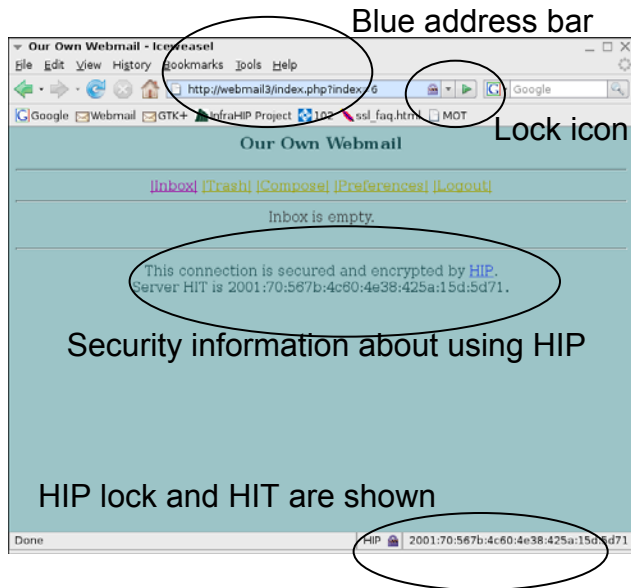 Blue address bar
Our Own Webmail - Iceweasel
File Edit View History Bookmarks Tools Help
http://webmail3/index.php?index=6
Google
Google Webmail GTK+ InfraHIP Project 102 ssl_faq.html MOT
Lock icon
Our Own Webmail
|Inbox| |Trash| |Compose| |Preferences| |Logout|
Inbox is empty.
This connection is secured and encrypted by HIP.
Server HIT is 2001:70:567b:4c60:4e38:425a:15d:5d71.
Security information about using HIP
HIP lock and HIT are shown
Done HIP 2001:70:567b:4c60:4e38:425a:15d:5d71